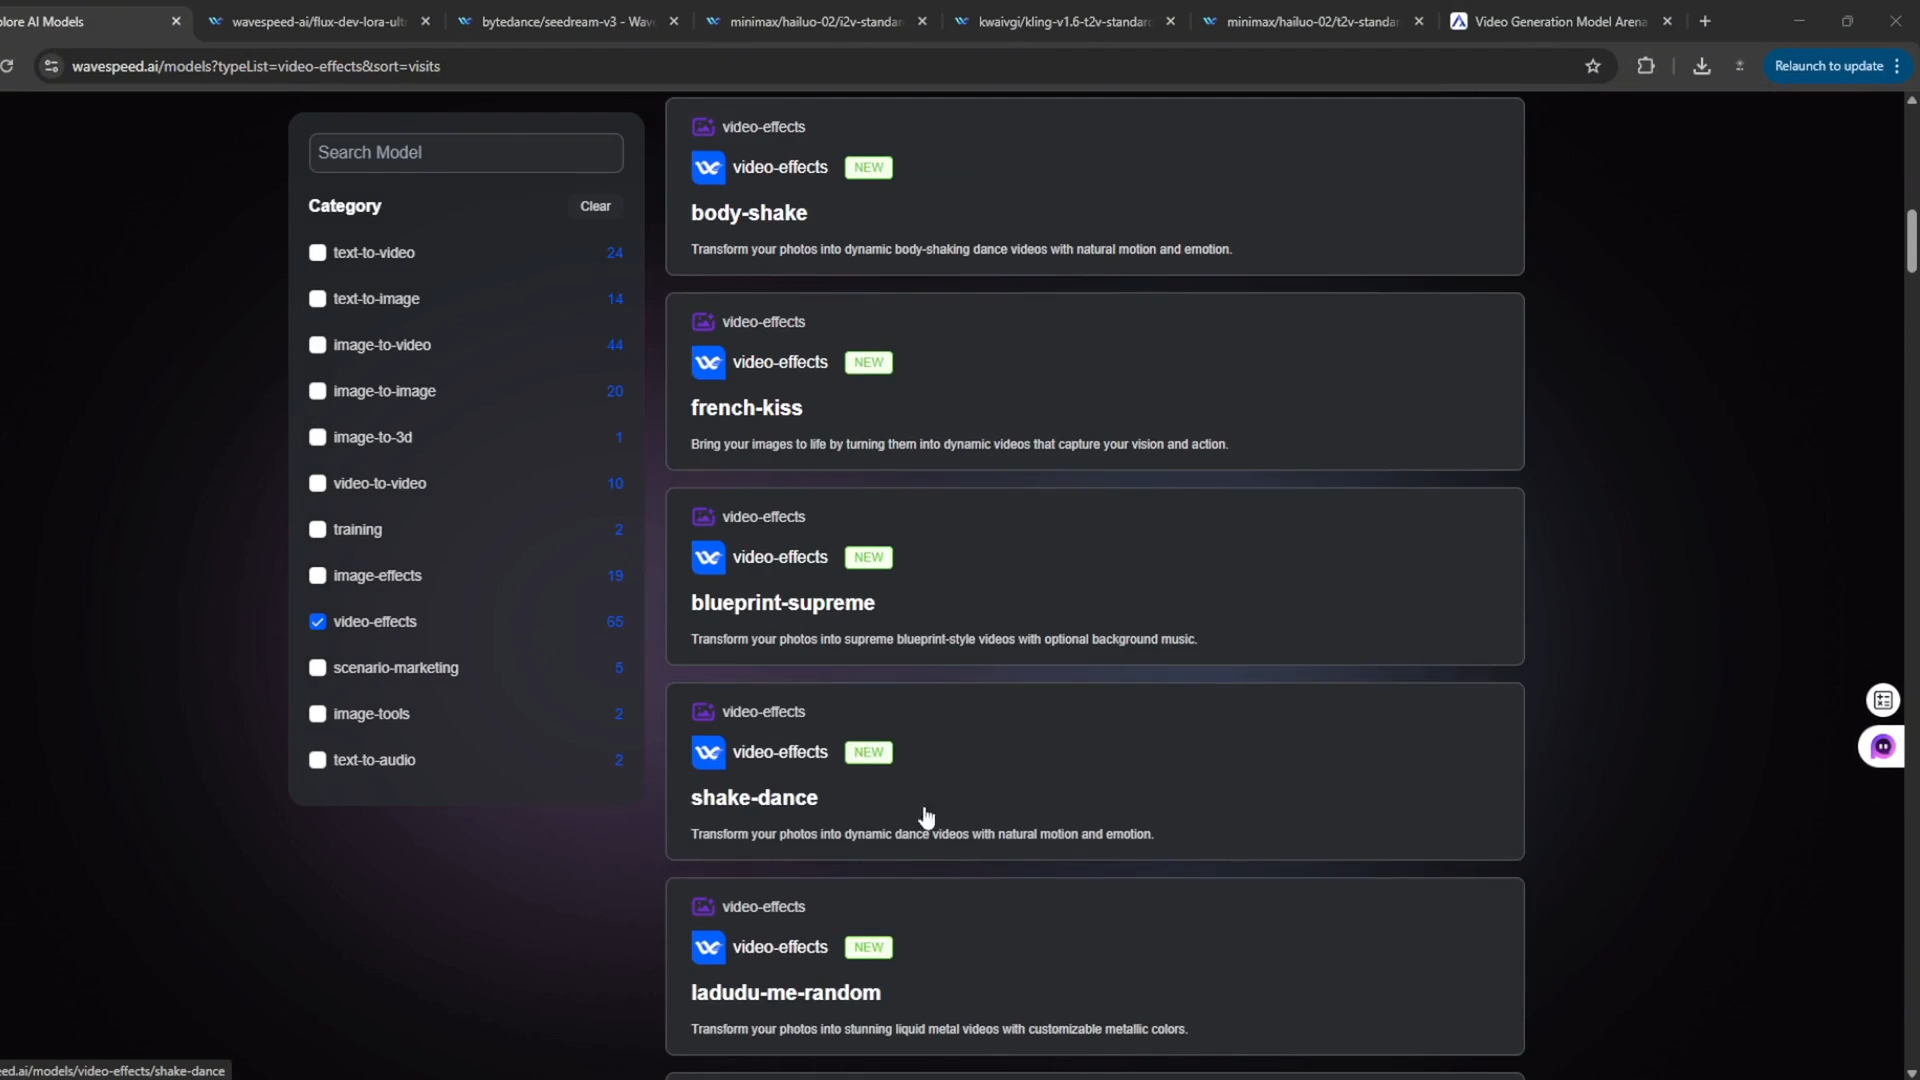 lore AI Models
wavespeed-ai/flux-dev-lora-ult
bytedance/seedream-v3 - Wav
minimax/hailuo-02/i2v-standar
kwaivgi/kling-v1.6-t2v-standar
minimax/hailuo-02/t2v-standa
Video Generation Model Arena
wavespeed.ai/models?typeList=video-effects&sort=visits
Relaunch to update
Search Model
Category
Clear
text-to-video 24
text-to-image 14
image-to-video 44
image-to-image 20
image-to-3d 1
video-to-video 10
training 2
image-effects 19
video-effects 65
scenario-marketing 5
image-tools 2
text-to-audio 2
video-effects
video-effects NEW
body-shake
Transform your photos into dynamic body-shaking dance videos with natural motion and emotion.
video-effects
video-effects NEW
french-kiss
Bring your images to life by turning them into dynamic videos that capture your vision and action.
video-effects
video-effects NEW
blueprint-supreme
Transform your photos into supreme blueprint-style videos with optional background music.
video-effects
video-effects NEW
shake-dance
Transform your photos into dynamic dance videos with natural motion and emotion.
video-effects
video-effects NEW
ladudu-me-random
Transform your photos into stunning liquid metal videos with customizable metallic colors.
ed.ai/models/video-effects/shake-dance